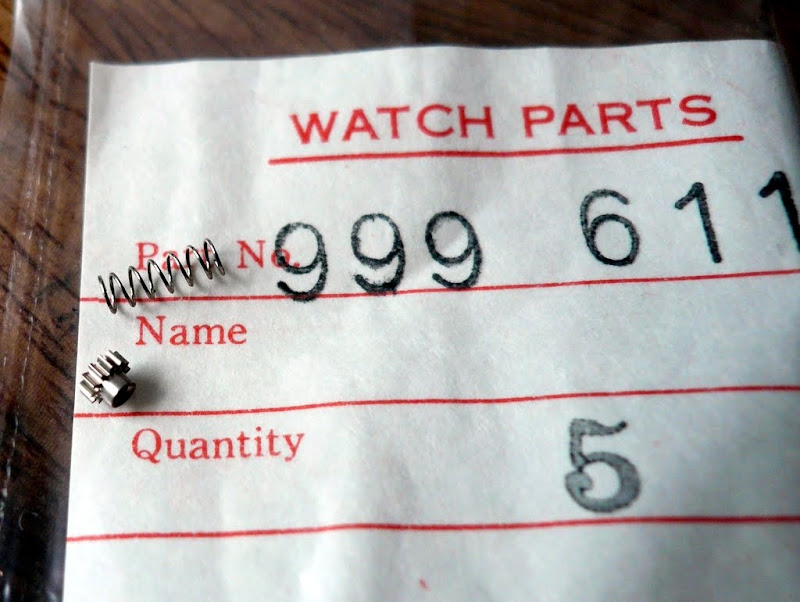 WATCH PARTS
Part No. 999 611
Name
Quantity 5